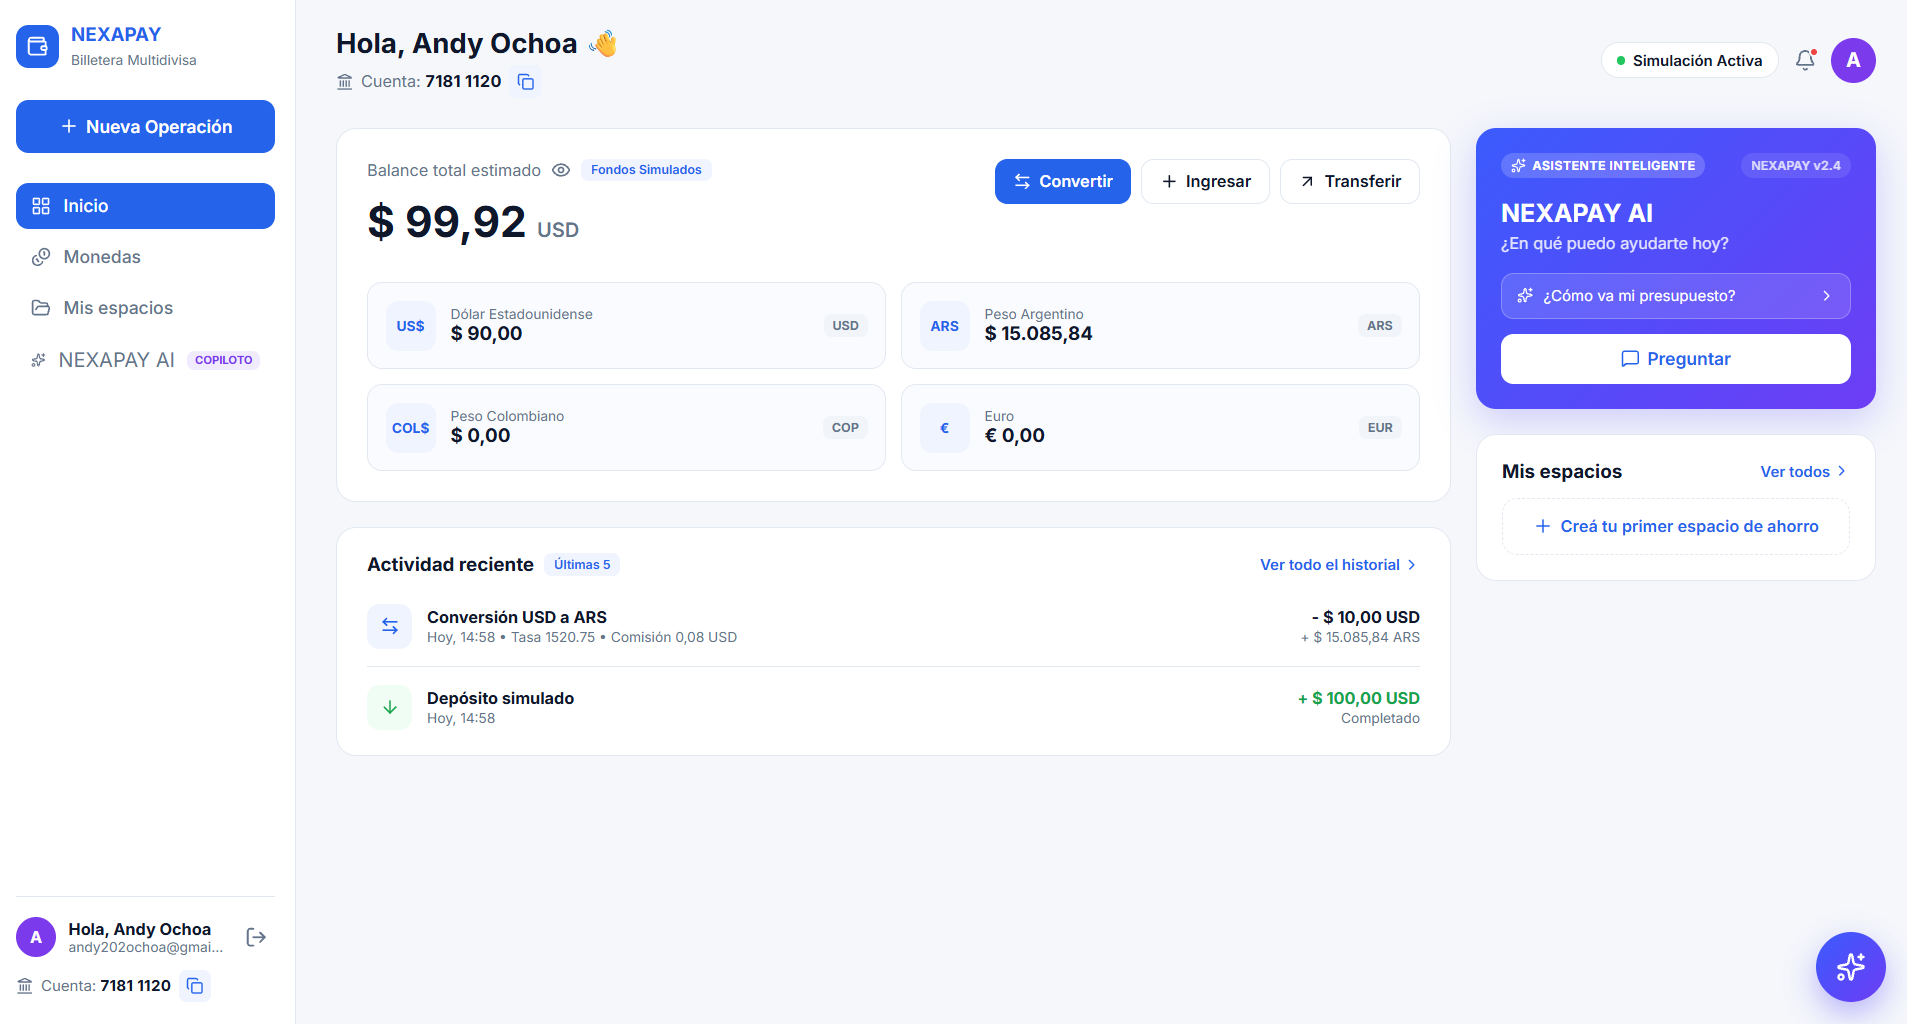 NEXAPAY
Billetera Multidivisa
Nueva Operación
Inicio
Monedas
Mis espacios
NEXAPAY AI COPILOTO
Hola, Andy Ochoa
andy202ochoa@gmai...
A
Cuenta: 7181 1120
Hola, Andy Ochoa 👋
Cuenta: 7181 1120
Simulación Activa
A
Balance total estimado Fondos Simulados
$ 99,92 USD
Convertir
Ingresar
Transferir
US$ Dólar Estadounidense
$ 90,00
USD
ARS Peso Argentino
$ 15.085,84
ARS
COL$ Peso Colombiano
$ 0,00
COP
€ Euro
€ 0,00
EUR
Actividad reciente Últimas 5
Ver todo el historial
Conversión USD a ARS
Hoy, 14:58 • Tasa 1520.75 • Comisión 0,08 USD
- $ 10,00 USD
+ $ 15.085,84 ARS
Depósito simulado
Hoy, 14:58
+ $ 100,00 USD
Completado
ASISTENTE INTELIGENTE
NEXAPAY v2.4
NEXAPAY AI
¿En qué puedo ayudarte hoy?
¿Cómo va mi presupuesto?
Preguntar
Mis espacios
Ver todos
Creá tu primer espacio de ahorro